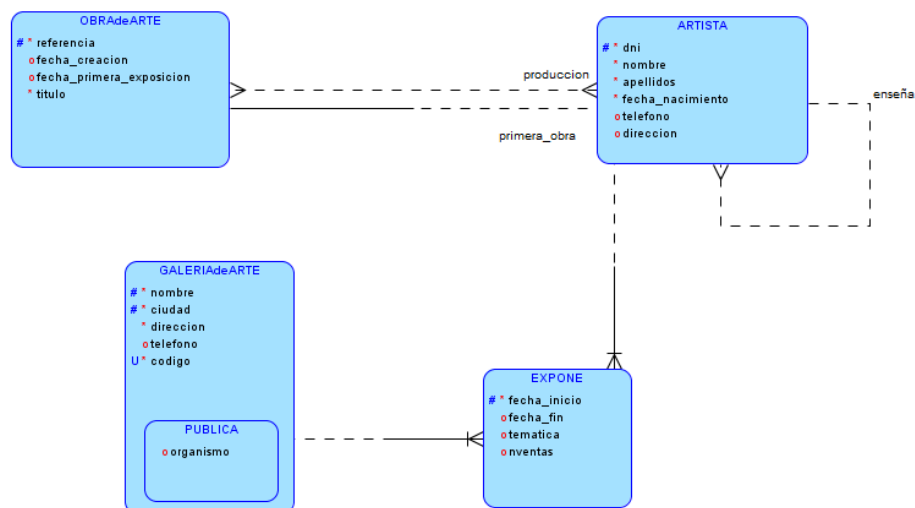 OBRAdeARTE
# * referencia
o fecha_creacion
o fecha_primera_exposicion
* titulo
produccion
primera_obra
ARTISTA
# * dni
* nombre
* apellidos
* fecha_nacimiento
o telefono
o direccion
enseña
GALERIAdeARTE
# * nombre
# * ciudad
* direccion
o telefono
U * codigo
PUBLICA
o organismo
EXPONE
# * fecha_inicio
o fecha_fin
o tematica
o nventas